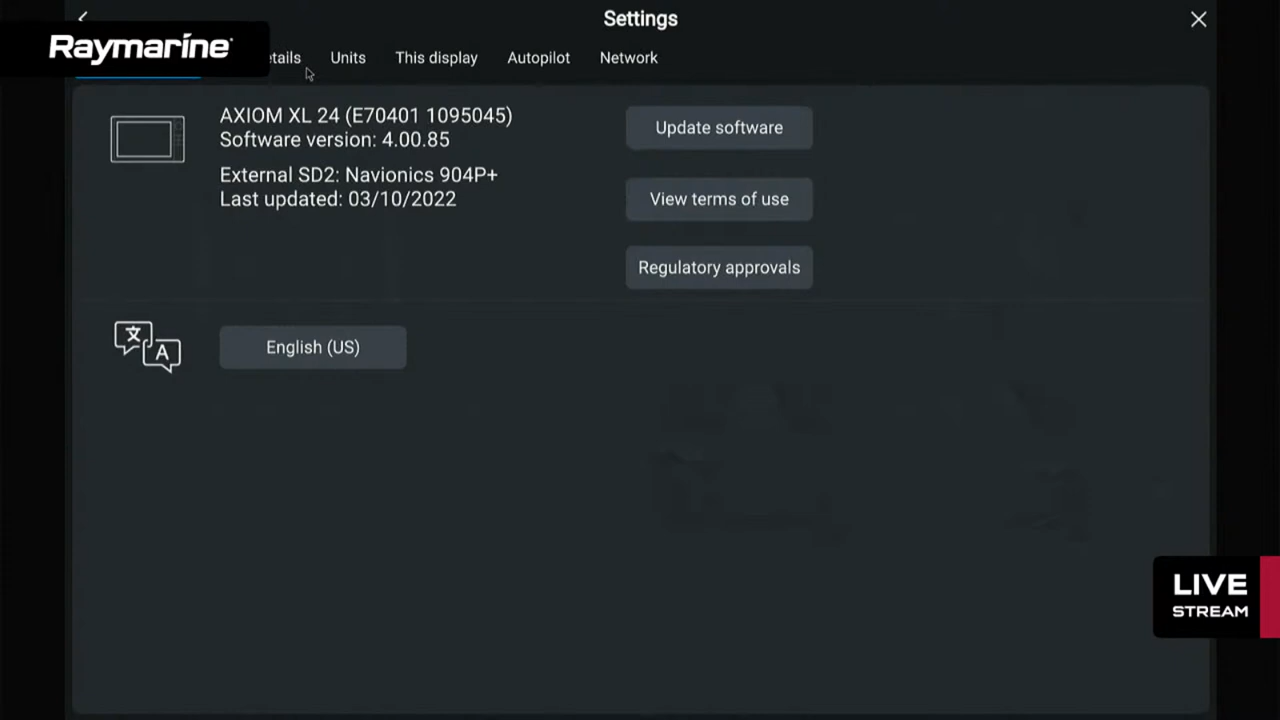 Settings
Raymarine
etails
Units
This display
Autopilot
Network
AXIOM XL 24 (E70401 1095045)
Software version: 4.00.85
External SD2: Navionics 904P+
Last updated: 03/10/2022
Update software
View terms of use
Regulatory approvals
文
A
English (US)
LIVE
STREAM